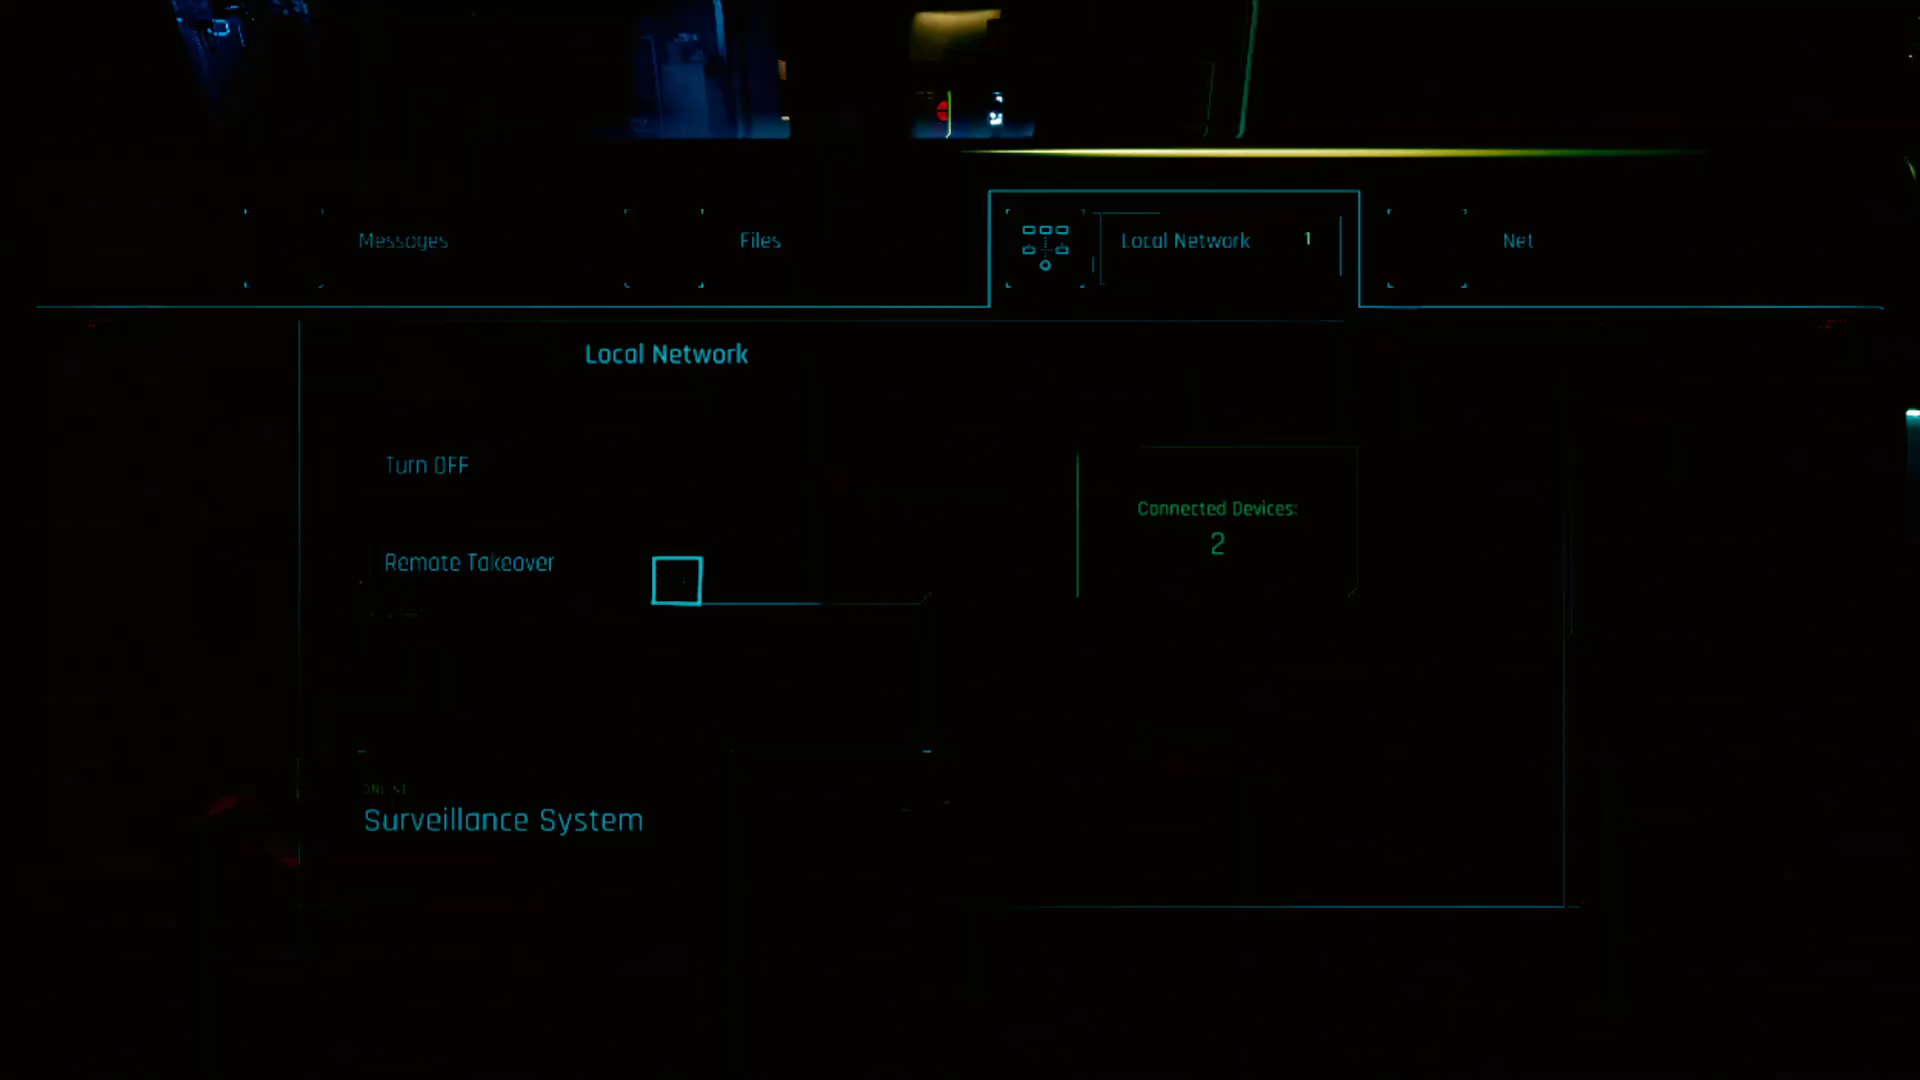 Messages
Files
Local Network 1
Net
Local Network
Turn OFF
Connected Devices:
2
Remote Takeover
Surveillance System